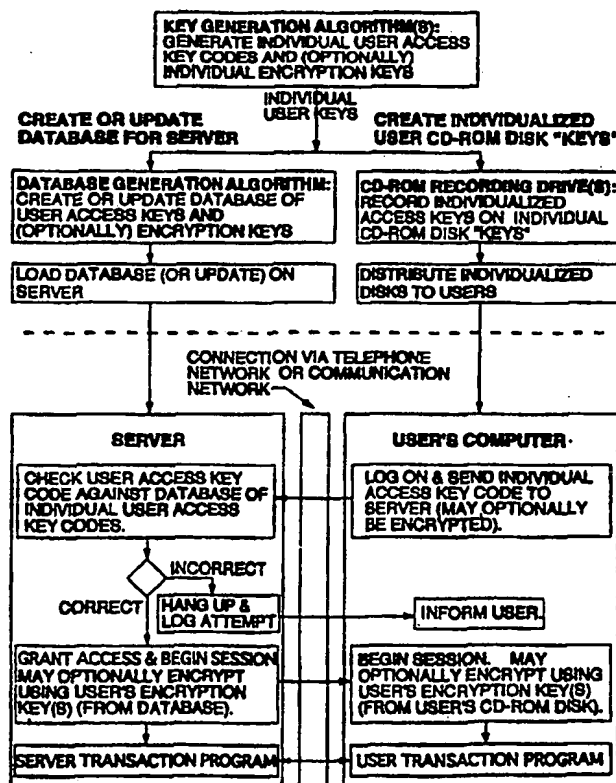 KEY GENERATION ALGORITHM(S):
GENERATE INDIVIDUAL USER ACCESS
KEY CODES AND (OPTIONALLY)
INDIVIDUAL ENCRYPTION KEYS
INDIVIDUAL
USER KEYS
CREATE OR UPDATE
DATABASE FOR SERVER
CREATE INDIVIDUALIZED
USER CD-ROM DISK "KEYS"
DATABASE GENERATION ALGORITHM:
CREATE OR UPDATE DATABASE OF
USER ACCESS KEYS AND
(OPTIONALLY) ENCRYPTION KEYS
CD-ROM RECORDING DRIVE(S):
RECORD INDIVIDUALIZED
ACCESS KEYS ON INDIVIDUAL
CD-ROM DISK "KEYS"
LOAD DATABASE (OR UPDATE) ON
SERVER
DISTRIBUTE INDIVIDUALIZED
DISKS TO USERS
CONNECTION VIA TELEPHONE
NETWORK OR COMMUNICATION
NETWORK
SERVER
CHECK USER ACCESS KEY
CODE AGAINST DATABASE OF
INDIVIDUAL USER ACCESS
KEY CODES.
USER'S COMPUTER
LOG ON & SEND INDIVIDUAL
ACCESS KEY CODE TO
SERVER (MAY OPTIONALLY
BE ENCRYPTED).
INCORRECT
CORRECT
HANG UP &
LOG ATTEMPT
INFORM USER.
GRANT ACCESS & BEGIN SESSION
MAY OPTIONALLY ENCRYPT
USING USER'S ENCRYPTION
KEY(S) (FROM DATABASE).
BEGIN SESSION. MAY
OPTIONALLY ENCRYPT USING
USER'S ENCRYPTION KEY(S)
(FROM USER'S CD-ROM DISK).
SERVER TRANSACTION PROGRAM
USER TRANSACTION PROGRAM